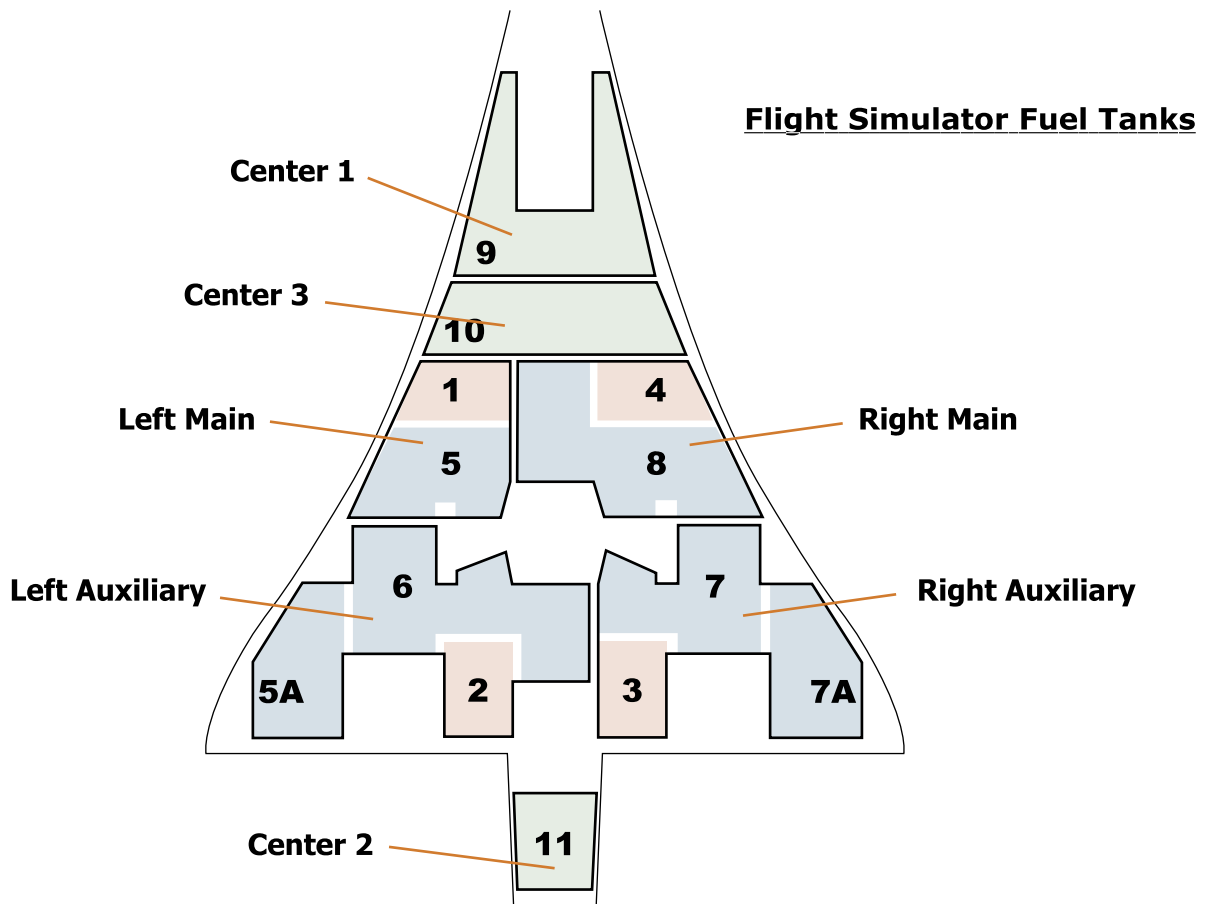 Flight Simulator Fuel Tanks
Center 1
9
Center 3
10
1
4
Left Main
Right Main
5
8
6
7
Left Auxiliary
Right Auxiliary
5A
2
3
7A
11
Center 2